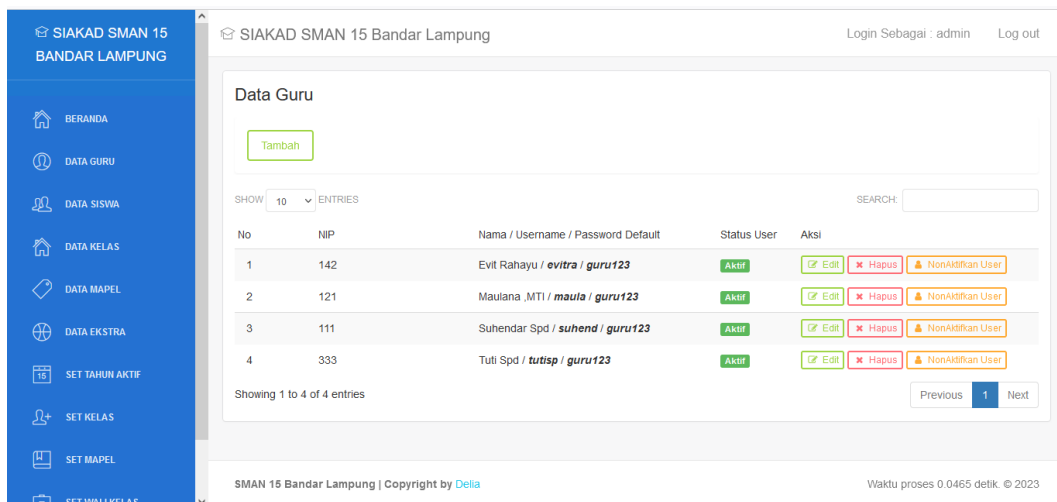 SIAKAD SMAN 15
BANDAR LAMPUNG
BERANDA
DATA GURU
DATA SISWA
DATA KELAS
DATA MAPEL
DATA EKSTRA
15
SET TAHUN AKTIF
SET KELAS
SET MAPEL
SET WALI KELAS
SIAKAD SMAN 15 Bandar Lampung Login Sebagai : admin Log out
Data Guru
Tambah
SHOW 10 ENTRIES SEARCH:
No NIP Nama / Username / Password Default Status User Aksi
1 142 Evit Rahayu / evitra / guru123 Aktif Edit Hapus NonAktifkan User
2 121 Maulana ,MTI / maula / guru123 Aktif Edit Hapus NonAktifkan User
3 111 Suhendar Spd / suhend / guru123 Aktif Edit Hapus NonAktifkan User
4 333 Tuti Spd / tutisp / guru123 Aktif Edit Hapus NonAktifkan User
Showing 1 to 4 of 4 entries Previous 1 Next
SMAN 15 Bandar Lampung | Copyright by Delia Waktu proses 0.0465 detik. © 2023